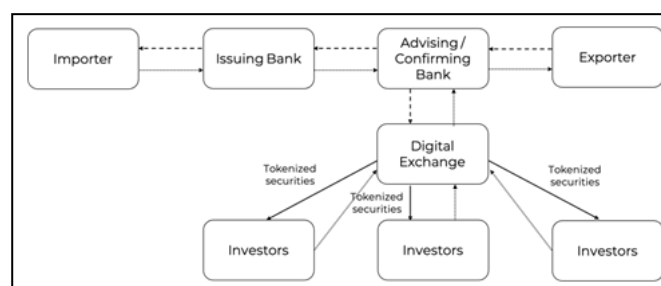 Importer
Issuing Bank
Advising /
Confirming
Bank
Exporter
Digital
Exchange
Tokenized
securities
Tokenized
securities
Tokenized
securities
Investors
Investors
Investors